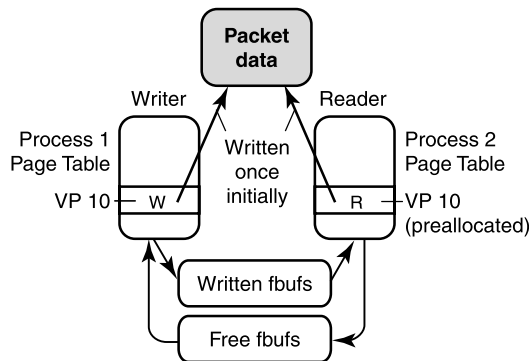 Packet
data
Writer
Reader
Process 1
Page Table
Written
once
initially
Process 2
Page Table
VP 10
W
R
VP 10
(preallocated)
Written fbufs
Free fbufs